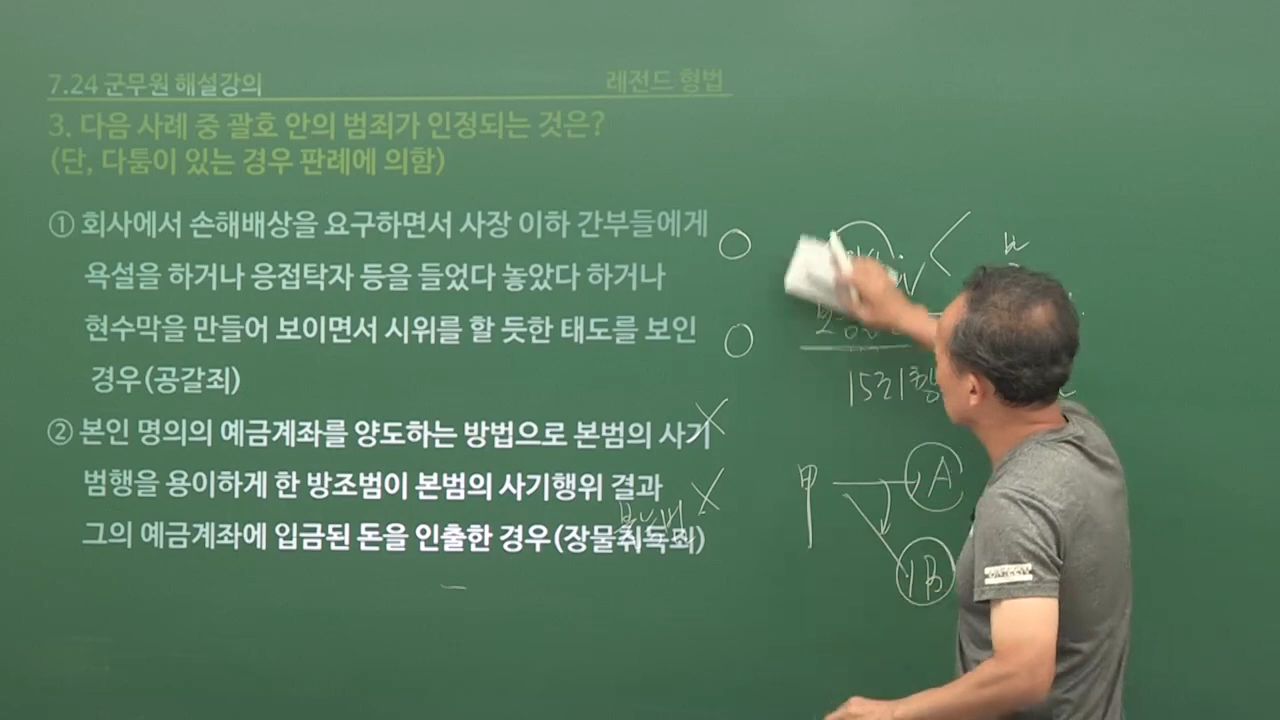 7.24 군무원 해설강의
레전드 형법
3. 다음 사례 중 괄호 안의 범죄가 인정되는 것은?
(단, 다툼이 있는 경우 판례에 의함)
① 회사에서 손해배상을 요구하면서 사장 이하 간부들에게
욕설을 하거나 응접탁자 등을 들었다 놓았다 하거나
현수막을 만들어 보이면서 시위를 할 듯한 태도를 보인
경우(공갈죄)
② 본인 명의의 예금계좌를 양도하는 방법으로 본범의 사기
범행을 용이하게 한 방조범이 본범의 사기행위 결과
그의 예금계좌에 입금된 돈을 인출한 경우(장물취득죄)
甲
A
B